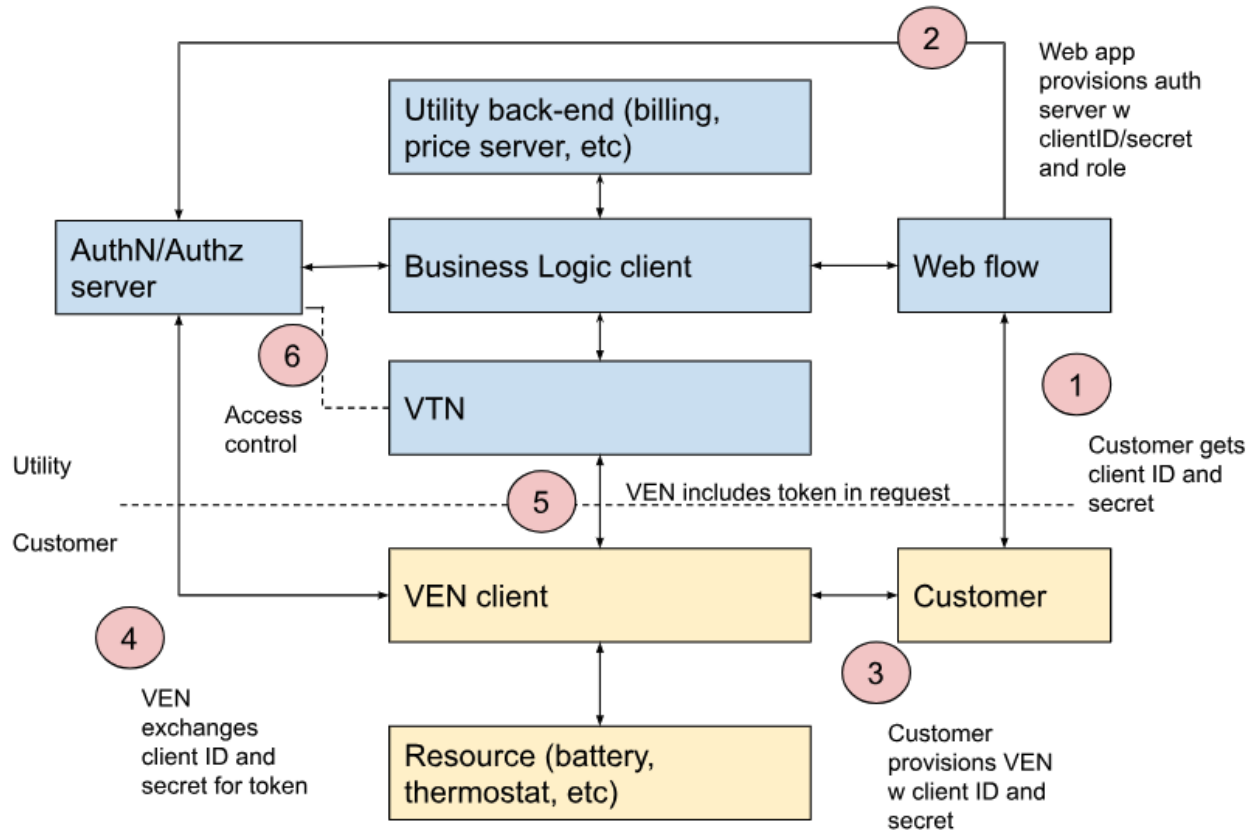 2
Web app
provisions auth
server w
clientID/secret
and role
Utility back-end (billing,
price server, etc)
AuthN/Authz
server
Business Logic client
Web flow
6
Access
control
VTN
1
Customer gets
client ID and
secret
Utility
5
VEN includes token in request
Customer
VEN client
Customer
4
VEN
exchanges
client ID and
secret for token
3
Customer
provisions VEN
w client ID and
secret
Resource (battery,
thermostat, etc)